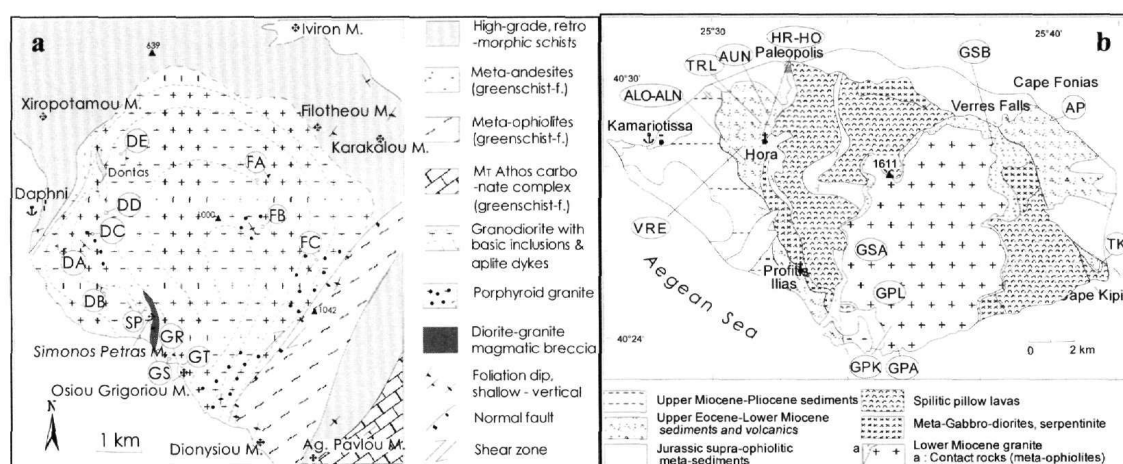 a
639
Iviron M.
Xiropotamou M.
Filotheou M.
Karakalou M.
DE
FA
Dontas
Daphni
DD
1000
FB
DC
FC
DA
DB
1042
SP
GR
Simonos Petras M.
GT
GS
Osiou Grigoriou M.
N
1 km
Dionysiou M.
Ag. Pavlou M.
High-grade, retro
-morphic schists
Meta-andesites
(greenschist-f.)
Meta-ophiolites
(greenschist-f.)
MT Athos carbo
nate complex
(greenschist-f.)
Granodiorite with
basic inclusions &
aplite dykes
Porphyroid granite
Diorite-granite
magmatic breccia
Foliation dip,
shallow - vertical
Normal fault
Shear zone
b
25°30
25°40
HR-HO
Paleopolis
AUN
TRL
GSB
40°30
ALO-ALN
Cape Fonias
Verres Falls
AP
Kamariotissa
Hora
1611
VRE
GSA
TK
Profitis
Ilias
GPL
Cape Kipi
Aegean Sea
40°24
0 2 km
GPK
GPA
Upper Miocene-Pliocene sediments
Upper Eocene-Lower Miocene
sediments and volcanics
Jurassic supra-ophiolitic
meta-sediments
Spilitic pillow lavas
Meta-Gabbro-diorites, serpentinite
a
Lower Miocene granite
a : Contact rocks (meta-ophiolites)